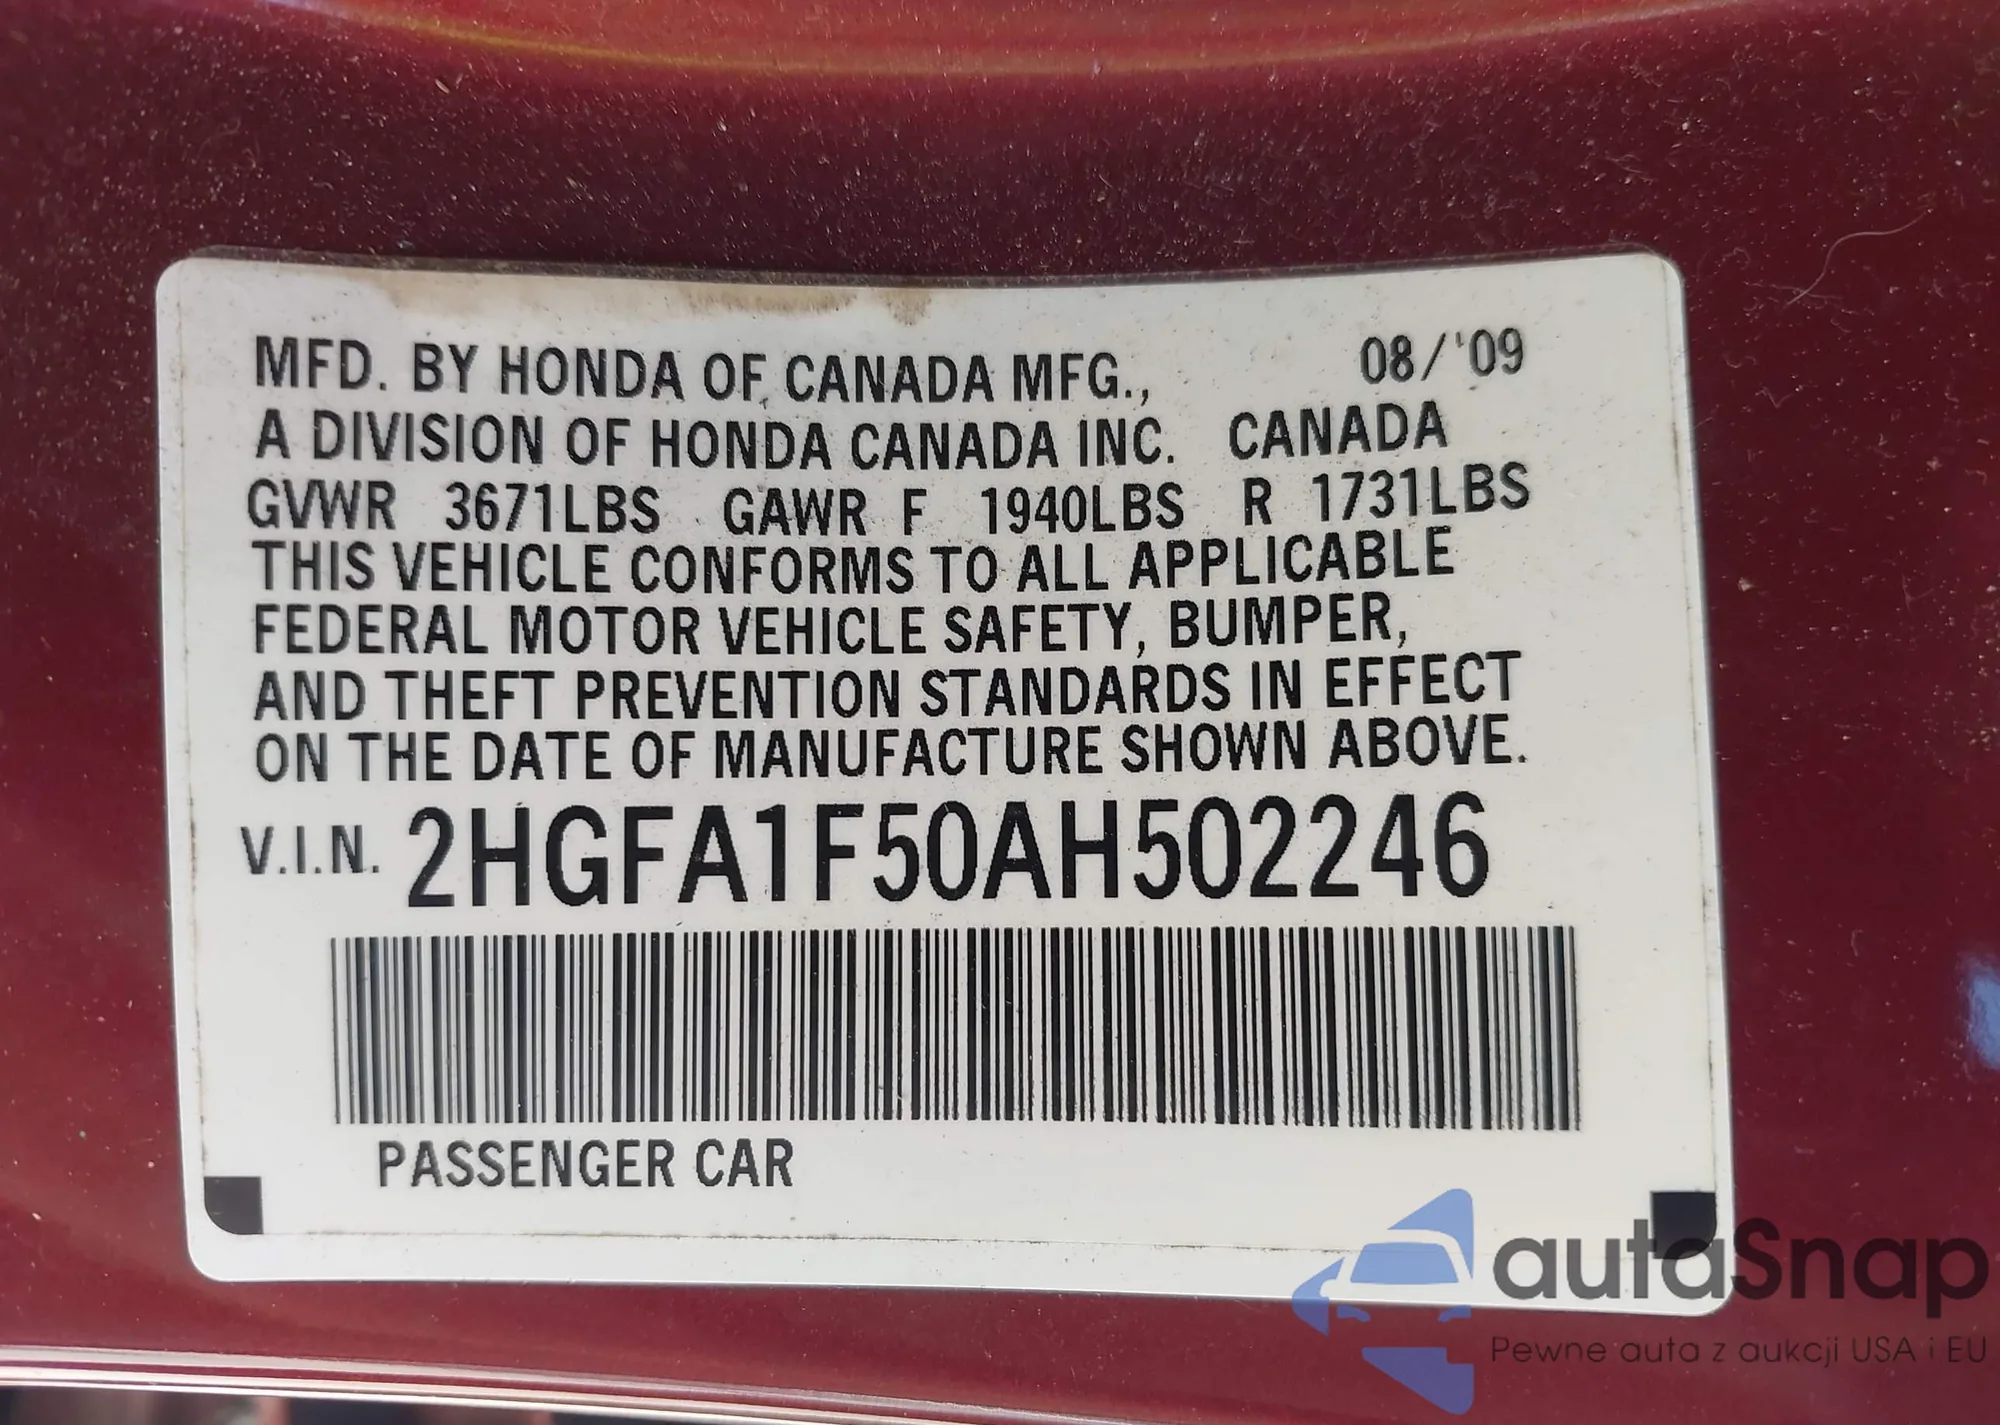 MFD. BY HONDA OF CANADA MFG., 08/'09
A DIVISION OF HONDA CANADA INC. CANADA
GVWR 3671LBS GAWR F 1940LBS R 1731LBS
THIS VEHICLE CONFORMS TO ALL APPLICABLE
FEDERAL MOTOR VEHICLE SAFETY, BUMPER,
AND THEFT PREVENTION STANDARDS IN EFFECT
ON THE DATE OF MANUFACTURE SHOWN ABOVE.
V.I.N. 2HGFA1F50AH502246
PASSENGER CAR
autaSnap
Pewne auta z aukcji USA i EU